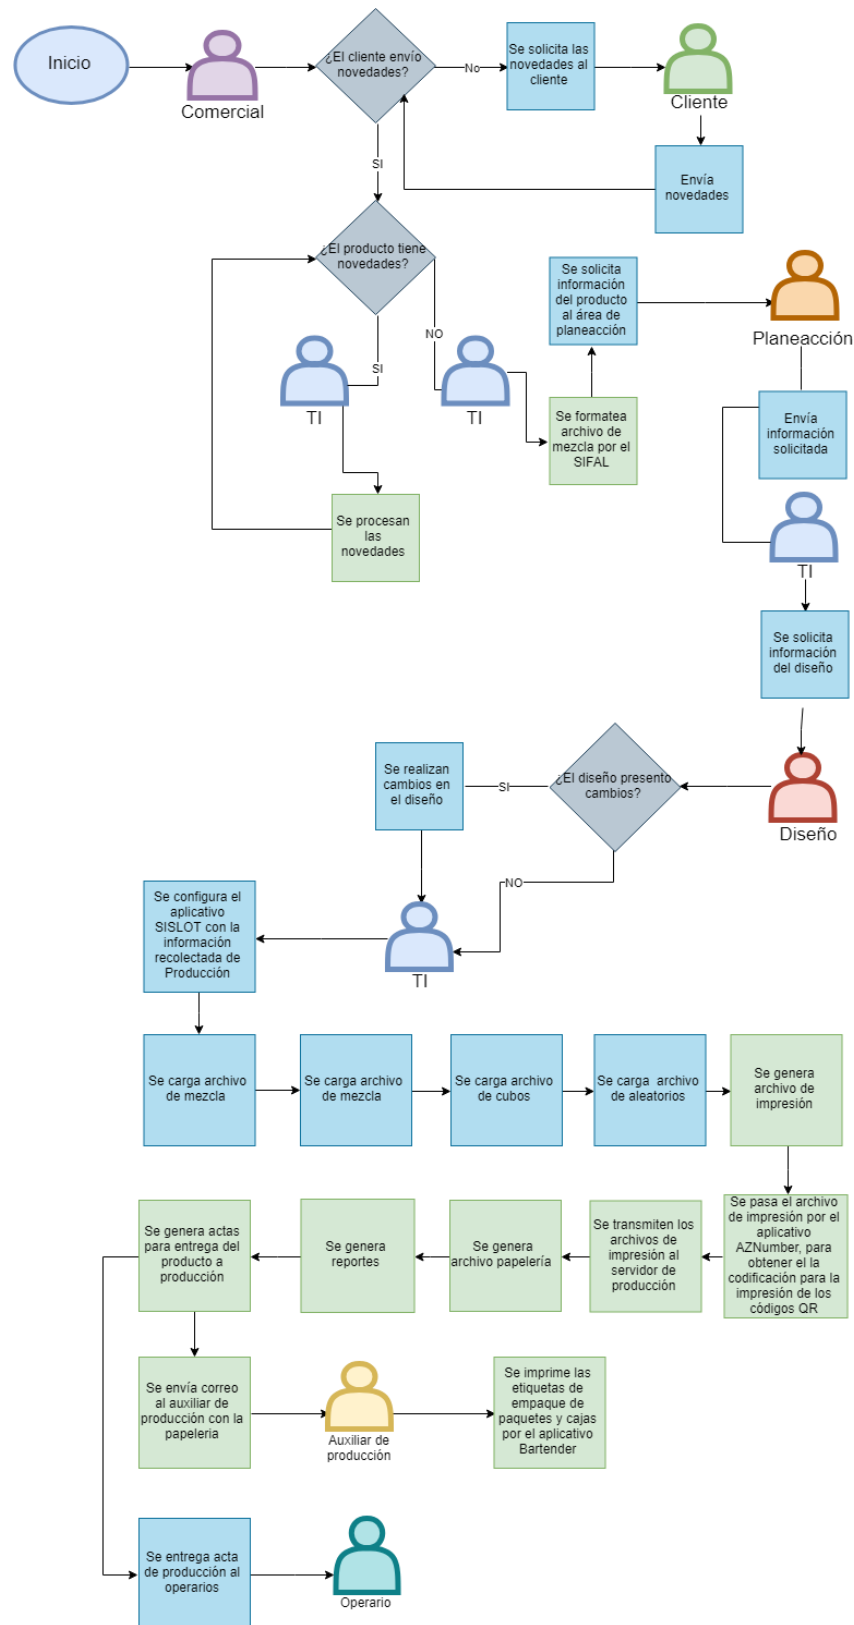 Inicio
Comercial
¿El cliente envío
novedades?
No
Se solicita las
novedades al
cliente
Cliente
Envía
novedades
SI
¿El producto tiene
novedades?
SI
NO
TI
TI
Se procesan
las
novedades
Se formatea
archivo de
mezcla por el
SIFAL
Se solicita
información
del producto
al área de
planeacción
Planeacción
Envía
información
solicitada
TI
Se solicita
información
del diseño
Diseño
¿El diseño presento
cambios?
SI
Se realizan
cambios en
el diseño
NO
TI
Se configura el
aplicativo
SISLOT con la
información
recolectada de
Producción
Se carga archivo
de mezcla
Se carga archivo
de mezcla
Se carga archivo
de cubos
Se carga archivo
de aleatorios
Se genera
archivo de
impresión
Se pasa el archivo
de impresión por el
aplicativo
AZNumber, para
obtener el la
codificación para la
impresión de los
códigos QR
Se transmiten los
archivos de
impresión al
servidor de
producción
Se genera
archivo papelería
Se genera
reportes
Se genera actas
para entrega del
producto a
producción
Se envía correo
al auxiliar de
producción con la
papeleria
Auxiliar de
producción
Se imprime las
etiquetas de
empaque de
paquetes y cajas
por el aplicativo
Bartender
Se entrega acta
de producción al
operarios
Operario